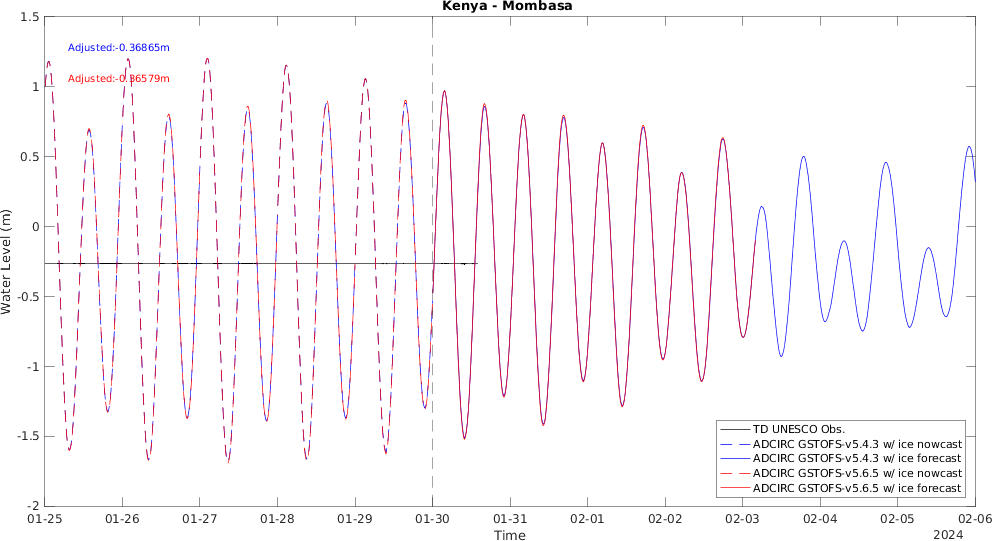 Kenya - Mombasa
1.5
Adjusted:-0.36865m
Adjusted:-0.36579m
1
0.5
0
-0.5
-1
-1.5
-2
Water Level (m)
TD UNESCO Obs.
ADCIRC GSTOFS-v5.4.3 w/ ice nowcast
ADCIRC GSTOFS-v5.4.3 w/ ice forecast
ADCIRC GSTOFS-v5.6.5 w/ ice nowcast
ADCIRC GSTOFS-v5.6.5 w/ ice forecast
01-25 01-26 01-27 01-28 01-29 01-30 01-31 02-01 02-02 02-03 02-04 02-05 02-06
Time
2024